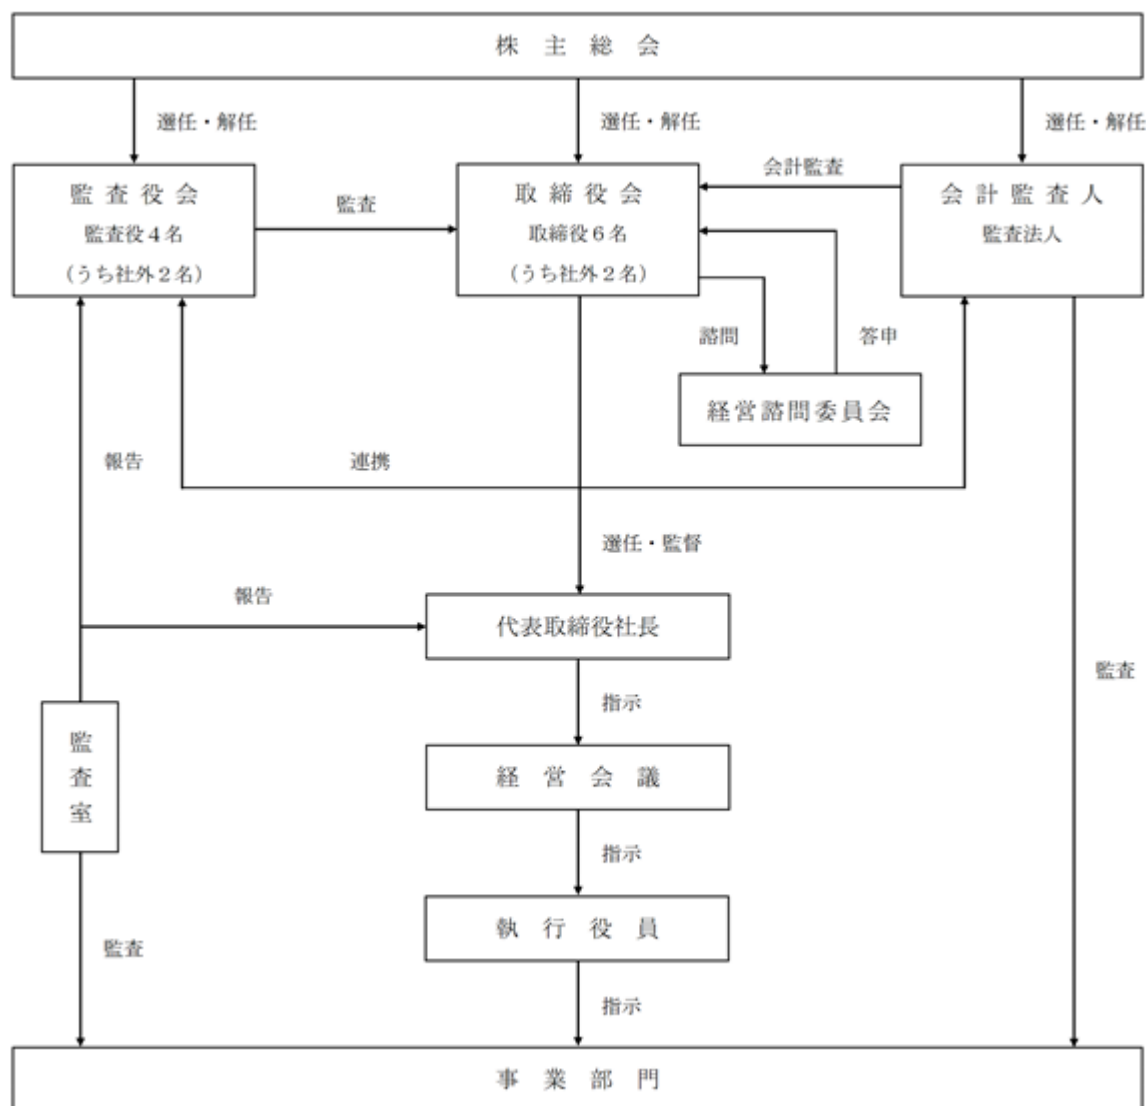 株主総会
選任・解任
選任・解任
選任・解任
監査役会
監査役4名
(うち社外2名)
監査
取締役会
取締役6名
(うち社外2名)
会計監査
会計監査人
監査法人
諮問
答申
経営諮問委員会
報告
連携
選任・監督
報告
代表取締役社長
監査
指示
監査室
経営会議
指示
執行役員
監査
指示
事業部門